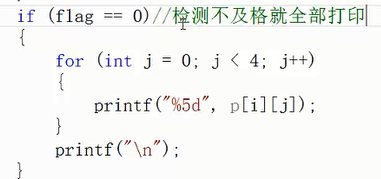 if (flag == 0)//检测不及格就全部打印
{
for (int j = 0; j < 4; j++)
{
printf("%5d", p[i][j]);
}
printf("\n");
}